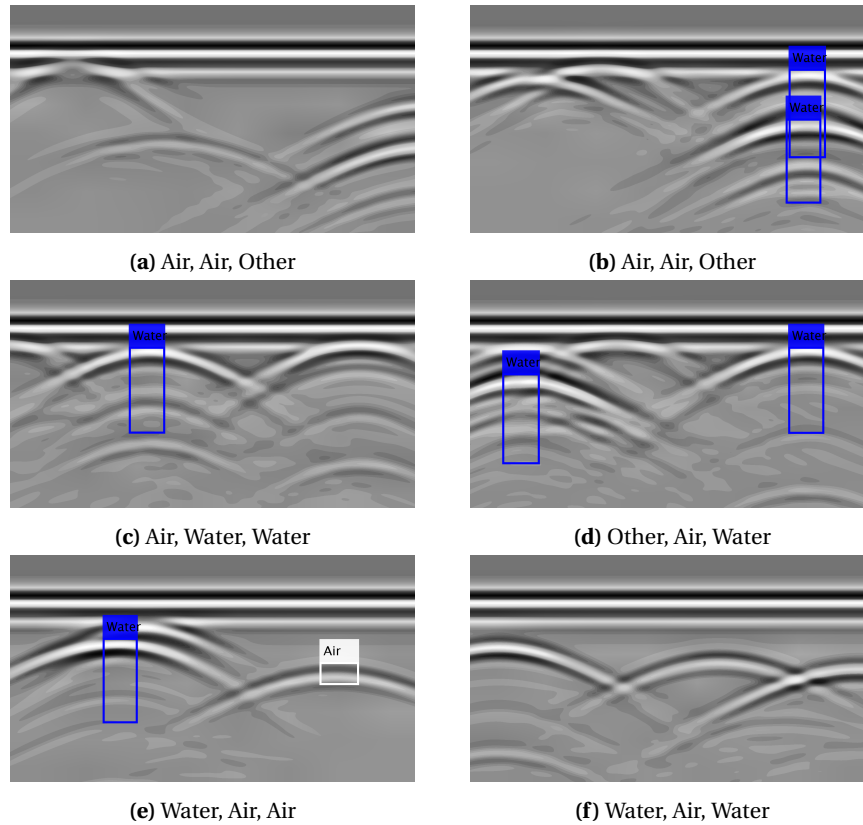 Water
Water
(a) Air, Air, Other
(b) Air, Air, Other
Water
Water
Water
(c) Air, Water, Water
(d) Other, Air, Water
Water
Air
(e) Water, Air, Air
(f) Water, Air, Water